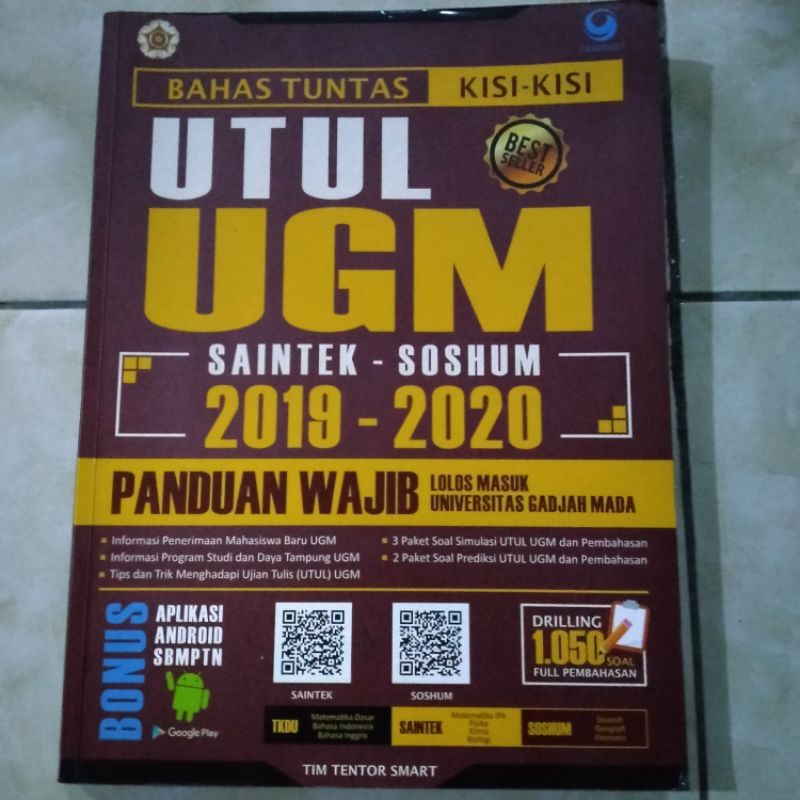 BAHAS TUNTAS KISI-KISI
UTUL
BEST
SELLER
UGM
SAINTEK - SOSHUM
2019 - 2020
PANDUAN WAJIB
LOLOS MASUK
UNIVERSITAS GADJAH MADA
▪ Informasi Penerimaan Mahasiswa Baru UGM
▪ Informasi Program Studi dan Daya Tampung UGM
▪ Tips dan Trik Menghadapi Ujian Tulis (UTUL) UGM
▪ 3 Paket Soal Simulasi UTUL UGM dan Pembahasan
▪ 2 Paket Soal Prediksi UTUL UGM dan Pembahasan
BONUS
APLIKASI
ANDROID
SBMPTN
Google Play
SAINTEK
SOSHUM
DRILLING
1.050 SOAL
FULL PEMBAHASAN
TKDU
Matematika Dasar
Bahasa Indonesia
Bahasa Inggris
SAINTEK
Matematika IPA
Fisika
Kimia
Biologi
SOSHUM
Sejarah
Geografi
Ekonomi
TIM TENTOR SMART